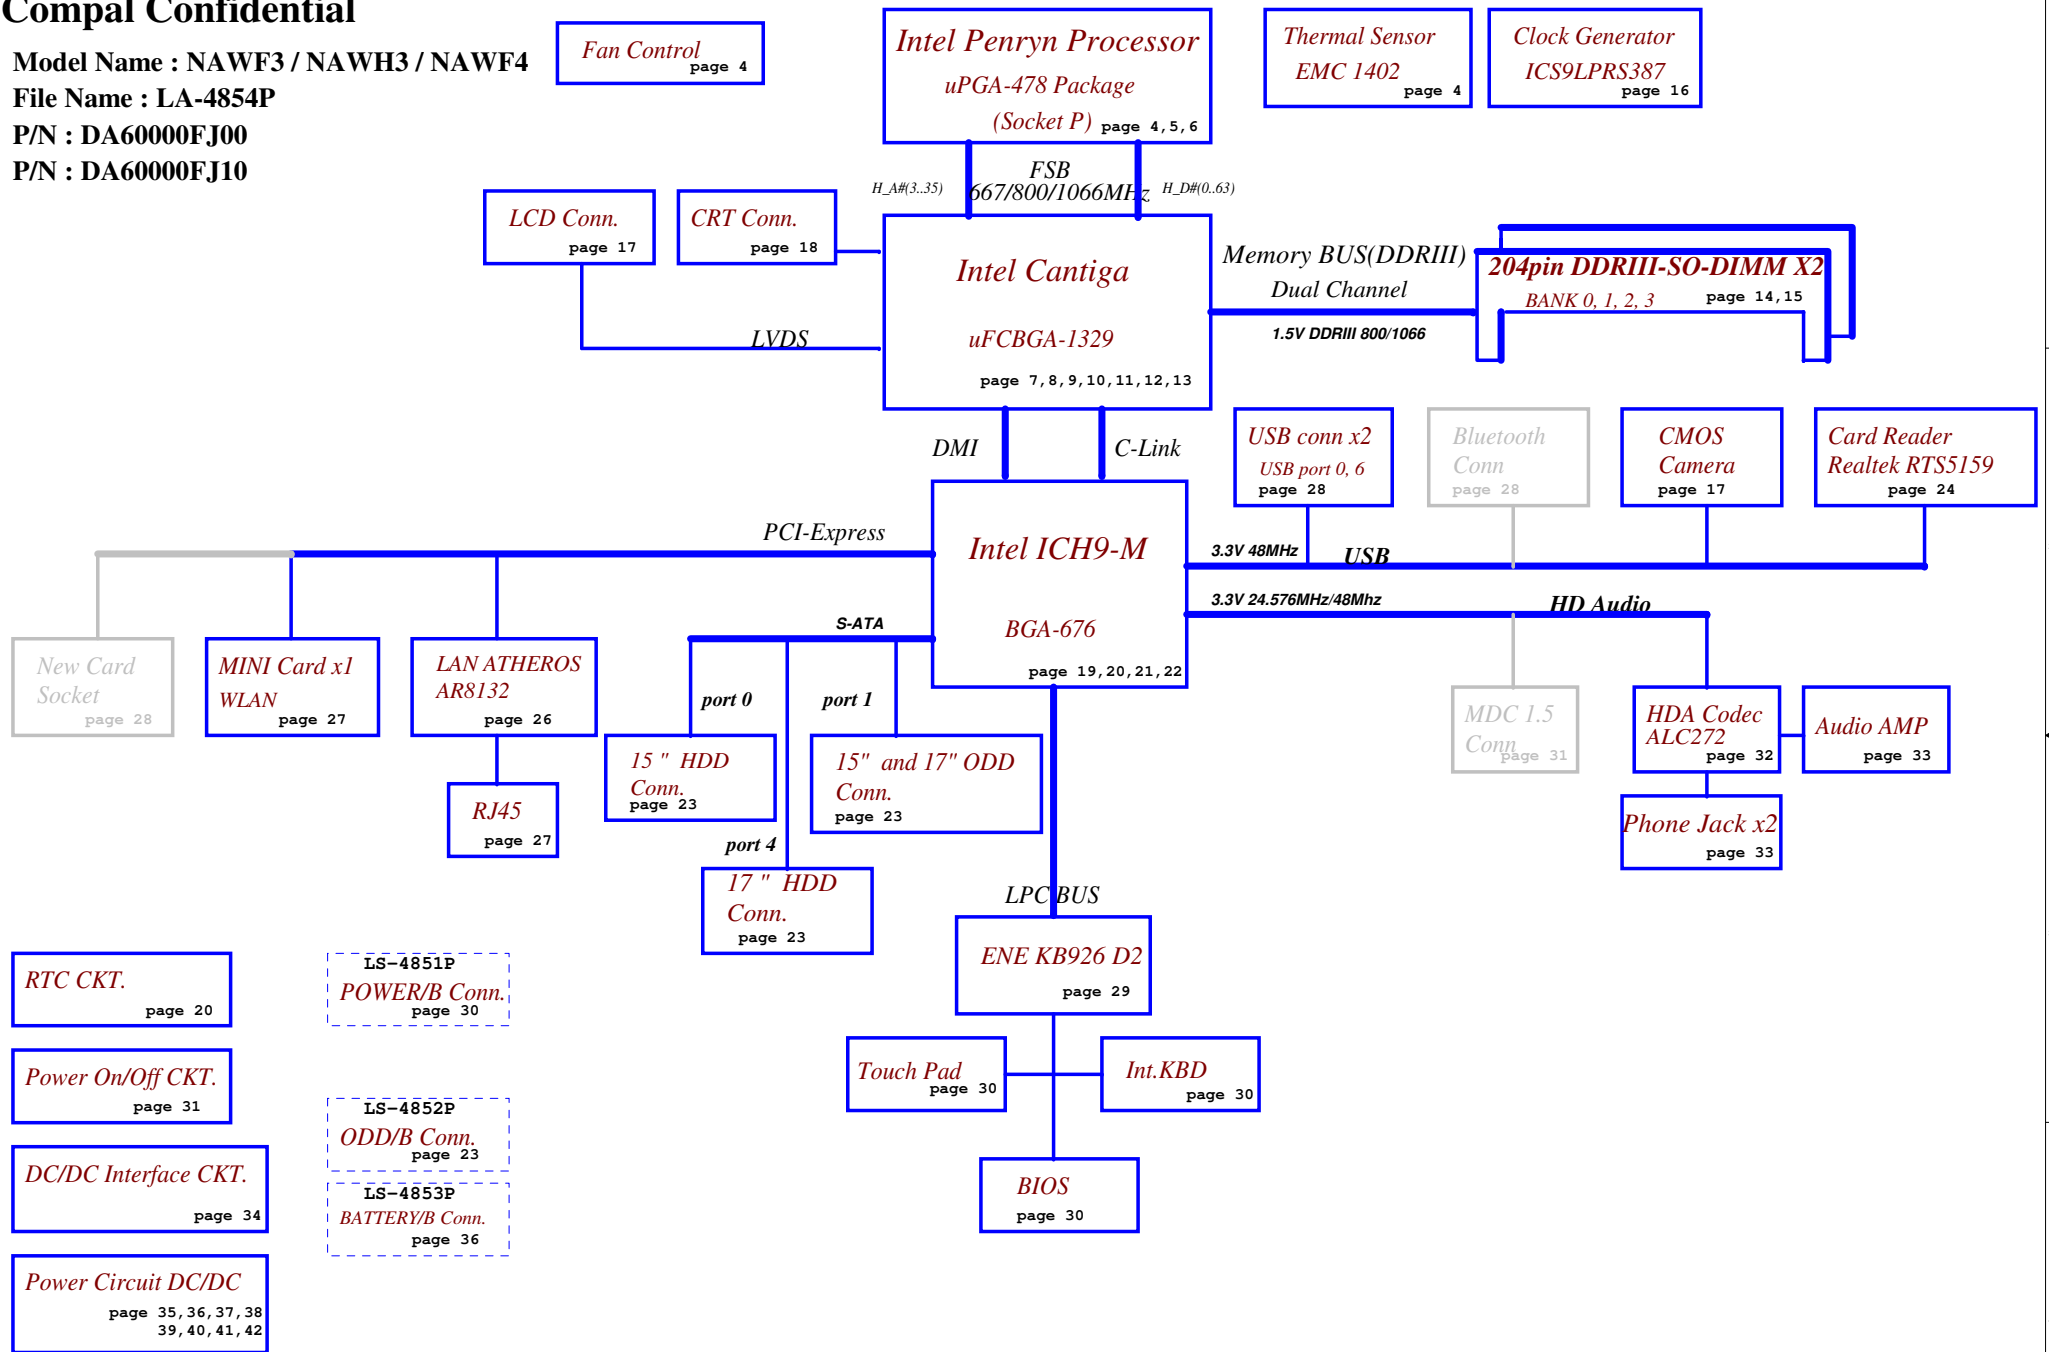 Compal Confidential
Model Name : NAWF3 / NAWH3 / NAWF4
File Name : LA-4854P
P/N : DA60000FJ00
P/N : DA60000FJ10
Fan Control
page 4
Intel Penryn Processor
uPGA-478 Package
(Socket P) page 4,5,6
Thermal Sensor
EMC 1402
page 4
Clock Generator
ICS9LPRS387
page 16
H_A#(3..35)
FSB
667/800/1066MHz
H_D#(0..63)
LCD Conn.
page 17
CRT Conn.
page 18
LVDS
Intel Cantiga
uFCBGA-1329
page 7,8,9,10,11,12,13
Memory BUS(DDRIII)
Dual Channel
1.5V DDRIII 800/1066
204pin DDRIII-SO-DIMM X2
BANK 0, 1, 2, 3 page 14,15
DMI
C-Link
USB conn x2
USB port 0, 6
page 28
Bluetooth
Conn
page 28
CMOS
Camera
page 17
Card Reader
Realtek RTS5159
page 24
PCI-Express
Intel ICH9-M
BGA-676
page 19,20,21,22
3.3V 48MHz
USB
3.3V 24.576MHz/48Mhz
HD Audio
S-ATA
New Card
Socket
page 28
MINI Card x1
WLAN
page 27
LAN ATHEROS
AR8132
page 26
RJ45
page 27
port 0
port 1
15 " HDD
Conn.
page 23
15" and 17" ODD
Conn.
page 23
port 4
17 " HDD
Conn.
page 23
MDC 1.5
Conn
page 31
HDA Codec
ALC272
page 32
Audio AMP
page 33
Phone Jack x2
page 33
LPC BUS
ENE KB926 D2
page 29
Touch Pad
page 30
Int.KBD
page 30
BIOS
page 30
RTC CKT.
page 20
Power On/Off CKT.
page 31
DC/DC Interface CKT.
page 34
Power Circuit DC/DC
page 35,36,37,38
39,40,41,42
LS-4851P
POWER/B Conn.
page 30
LS-4852P
ODD/B Conn.
page 23
LS-4853P
BATTERY/B Conn.
page 36